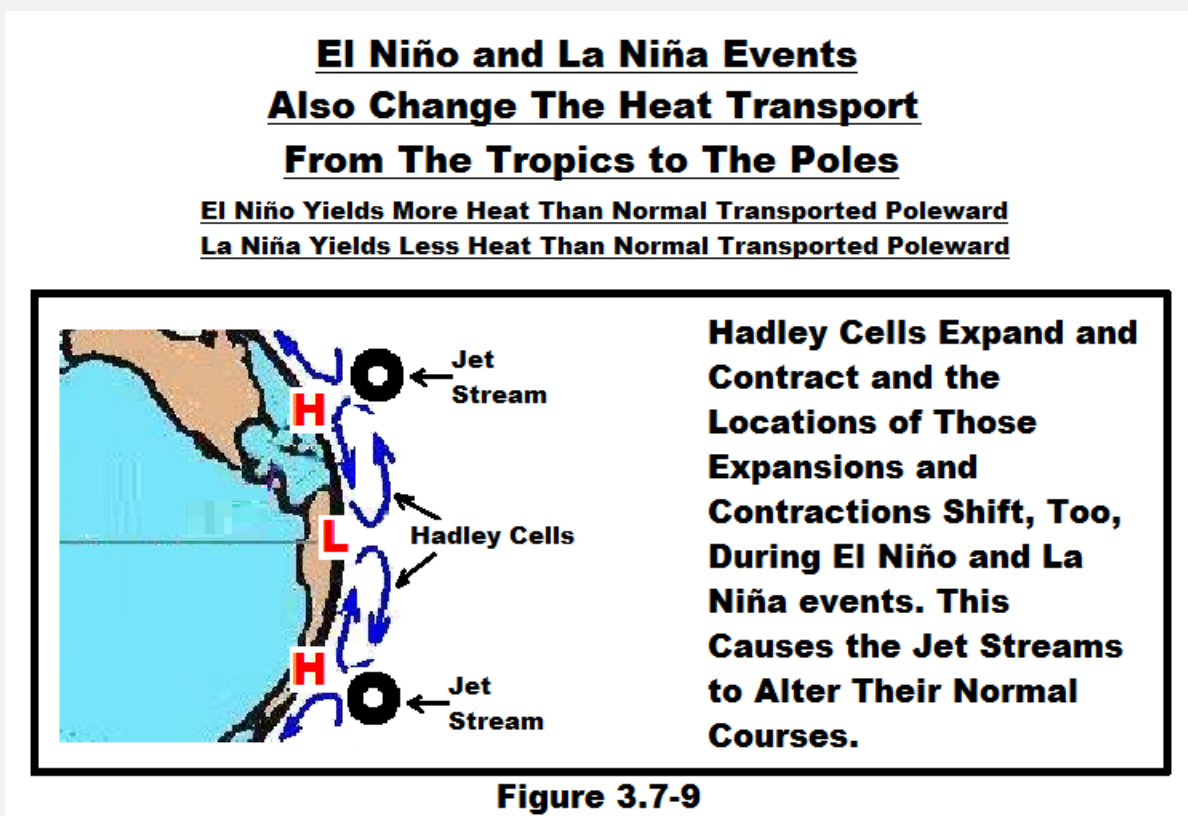 El Niño and La Niña Events
Also Change The Heat Transport
From The Tropics to The Poles
El Niño Yields More Heat Than Normal Transported Poleward
La Niña Yields Less Heat Than Normal Transported Poleward
Jet
Stream
H
L
Hadley Cells
H
Jet
Stream
Hadley Cells Expand and
Contract and the
Locations of Those
Expansions and
Contractions Shift, Too,
During El Niño and La
Niña events. This
Causes the Jet Streams
to Alter Their Normal
Courses.
Figure 3.7-9